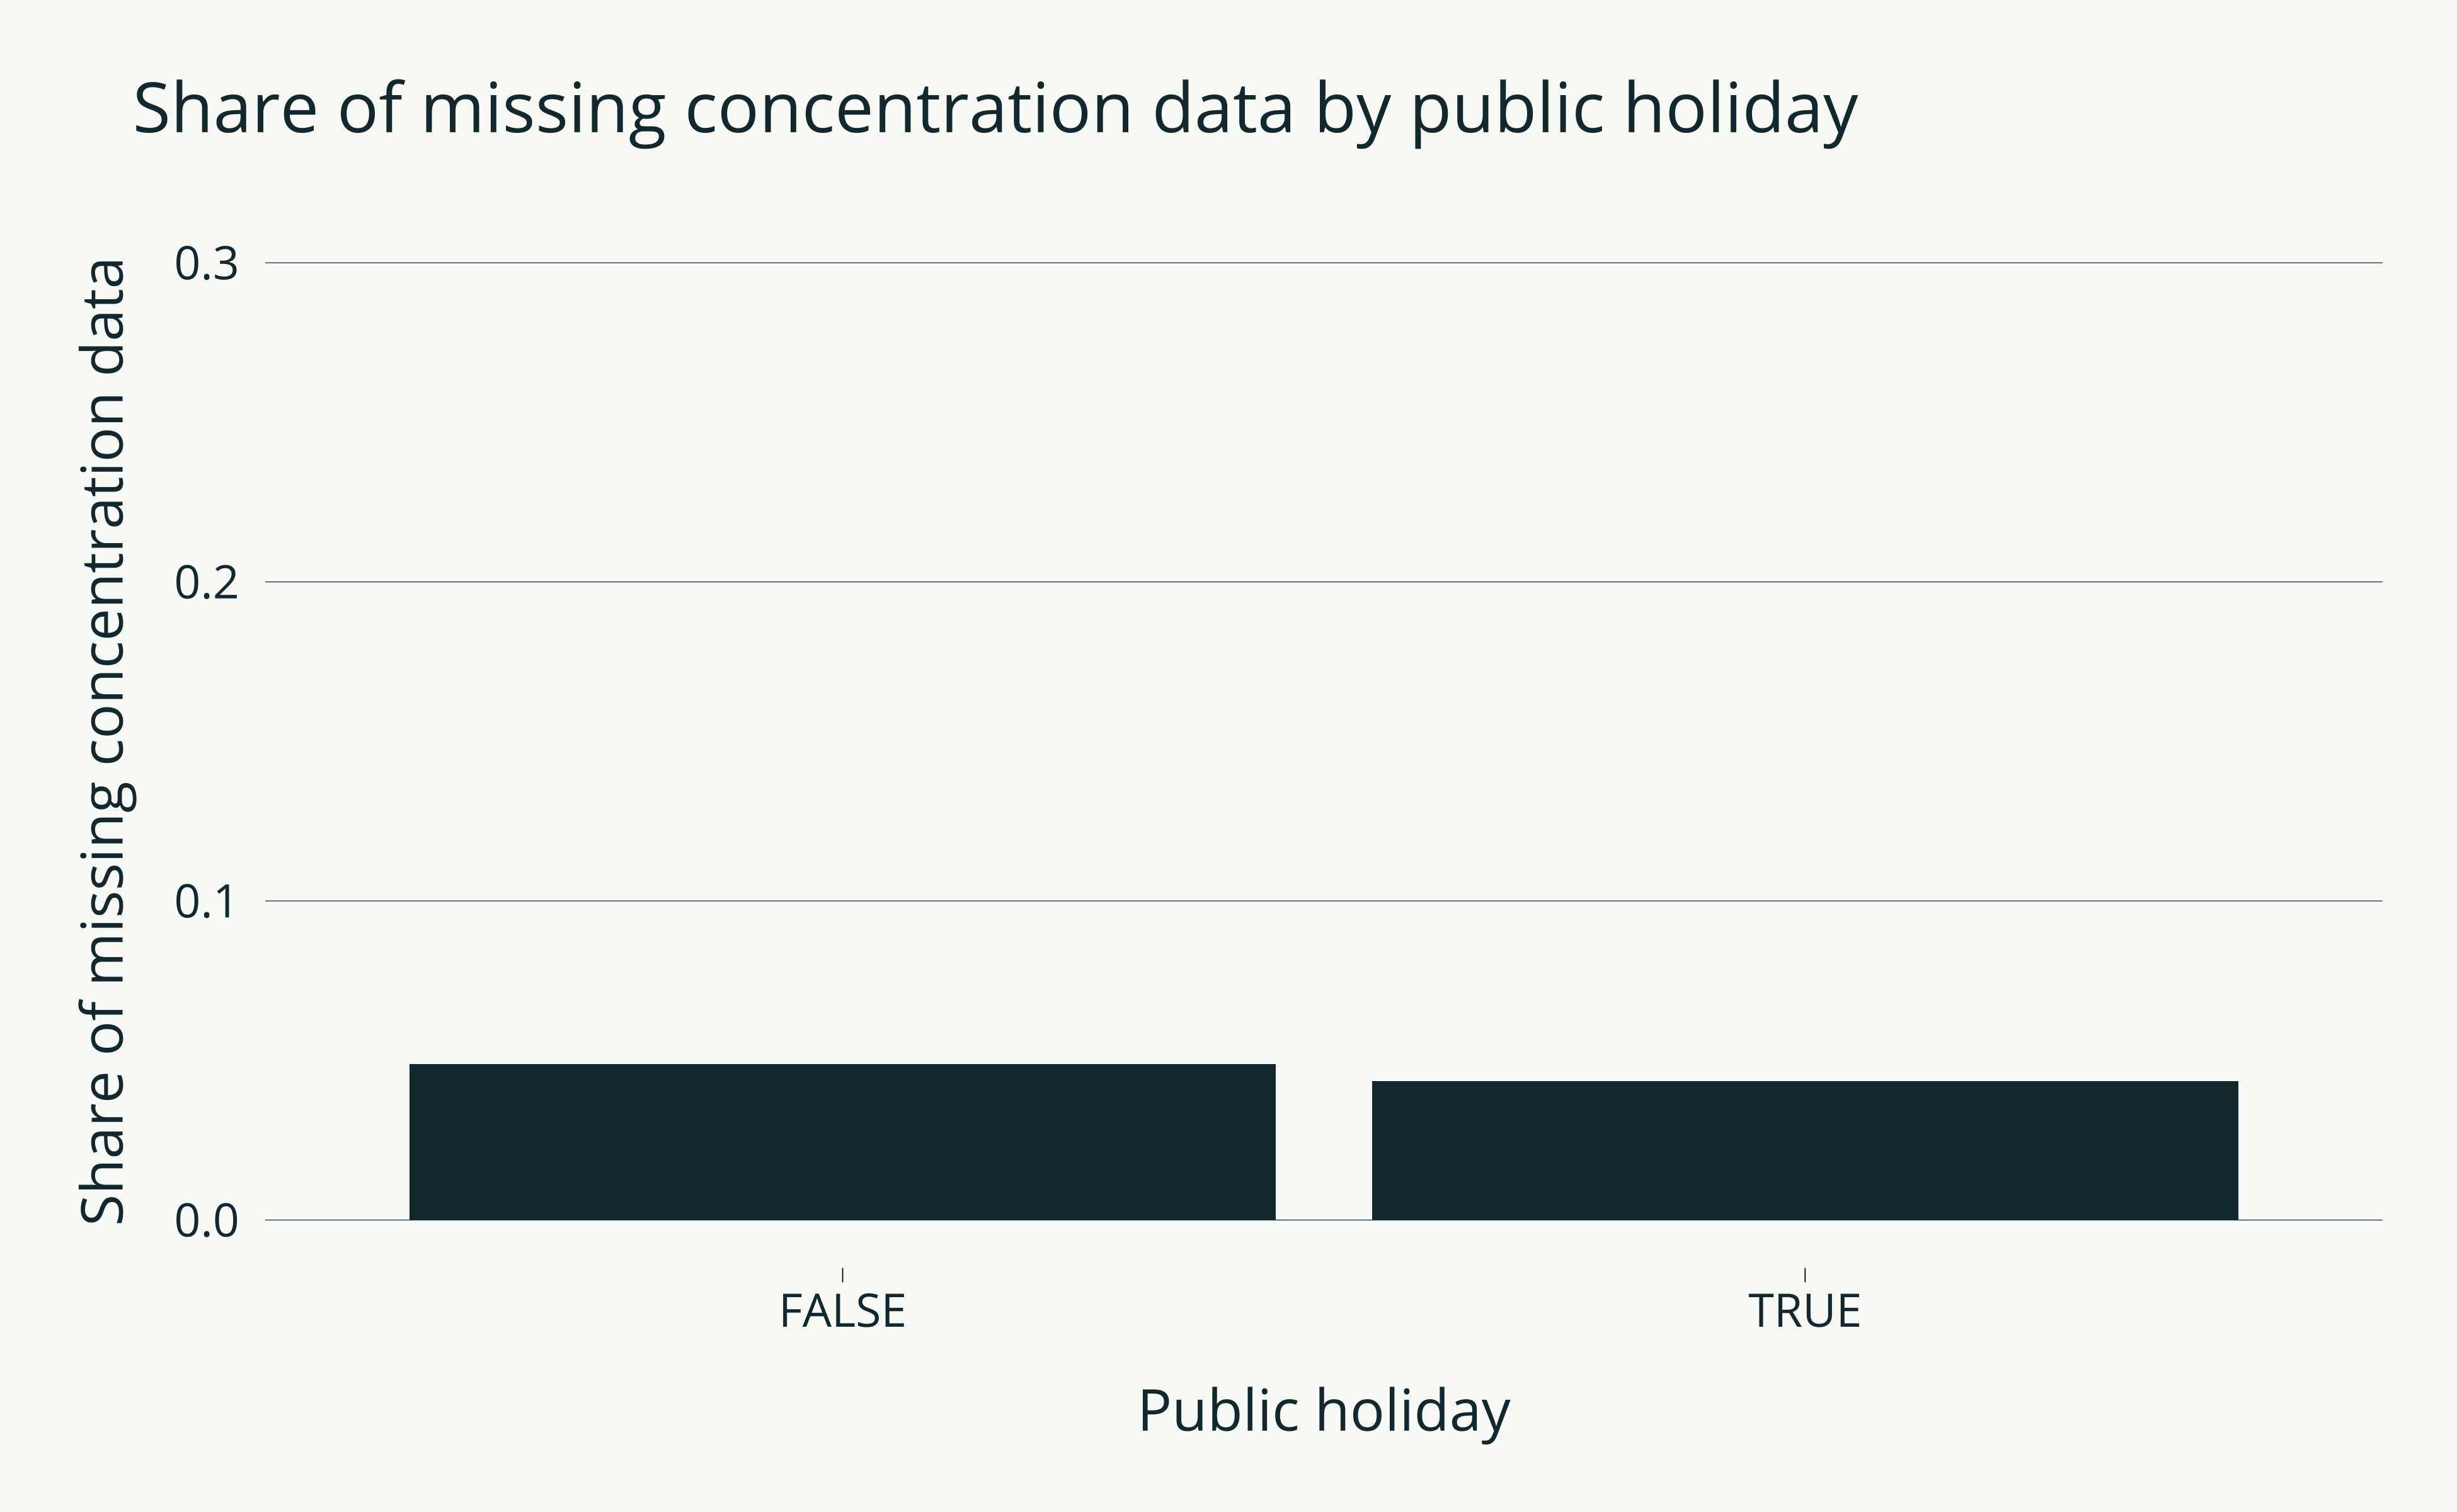 Share of missing concentration data by public holiday
Share of missing concentration data
0.3
0.2
0.1
0.0
FALSE
TRUE
Public holiday